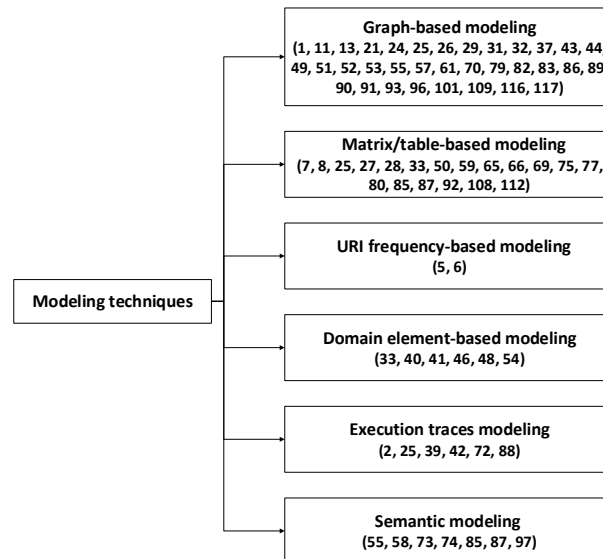 Graph-based modeling
(1, 11, 13, 21, 24, 25, 26, 29, 31, 32, 37, 43, 44,
49, 51, 52, 53, 55, 57, 61, 70, 79, 82, 83, 86, 89,
90, 91, 93, 96, 101, 109, 116, 117)
Matrix/table-based modeling
(7, 8, 25, 27, 28, 33, 50, 59, 65, 66, 69, 75, 77,
80, 85, 87, 92, 108, 112)
URI frequency-based modeling
(5, 6)
Modeling techniques
Domain element-based modeling
(33, 40, 41, 46, 48, 54)
Execution traces modeling
(2, 25, 39, 42, 72, 88)
Semantic modeling
(55, 58, 73, 74, 85, 87, 97)